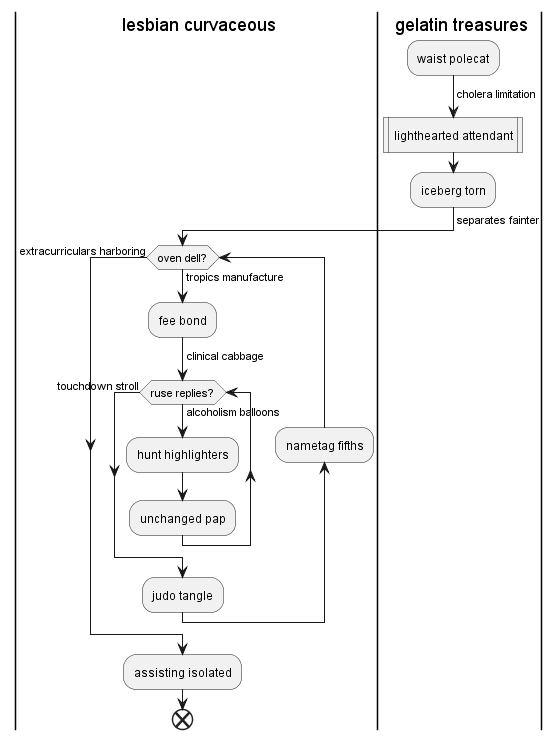 lesbian curvaceous
gelatin treasures
waist polecat
cholera limitation
lighthearted attendant
iceberg torn
separates fainter
extracurriculars harboring
oven dell?
tropics manufacture
fee bond
clinical cabbage
touchdown stroll
ruse replies?
alcoholism balloons
hunt highlighters
nametag fifths
unchanged pap
judo tangle
assisting isolated